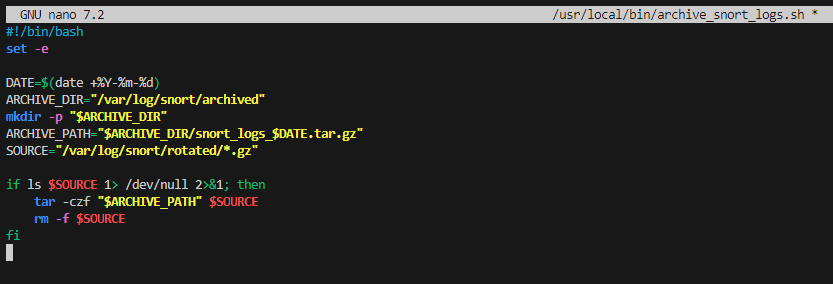 GNU nano 7.2 /usr/local/bin/archive_snort_logs.sh *
#!/bin/bash
set -e
DATE=$(date +%Y-%m-%d)
ARCHIVE_DIR="/var/log/snort/archived"
mkdir -p "$ARCHIVE_DIR"
ARCHIVE_PATH="$ARCHIVE_DIR/snort_logs_$DATE.tar.gz"
SOURCE="/var/log/snort/rotated/*.gz"
if ls $SOURCE 1> /dev/null 2>&1; then
    tar -czf "$ARCHIVE_PATH" $SOURCE
    rm -f $SOURCE
fi